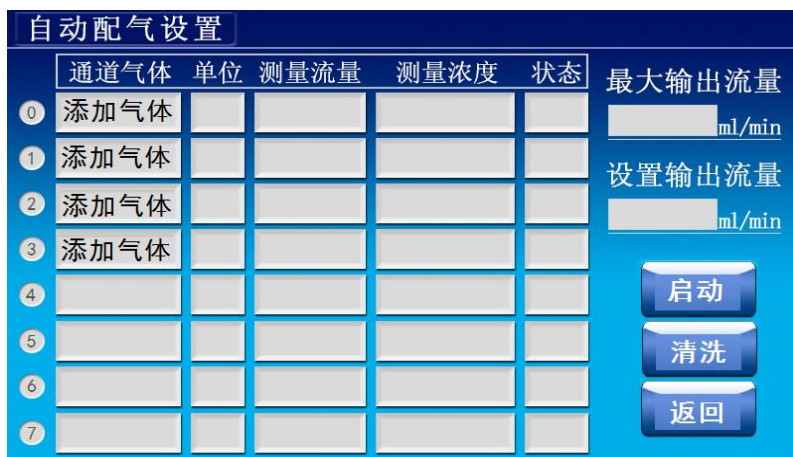 自动配气设置
通道气体 单位 测量流量 测量浓度 状态
最大输出流量
0 添加气体
ml/min
1 添加气体
设置输出流量
2 添加气体
ml/min
3 添加气体
4
启动
5
清洗
6
返回
7